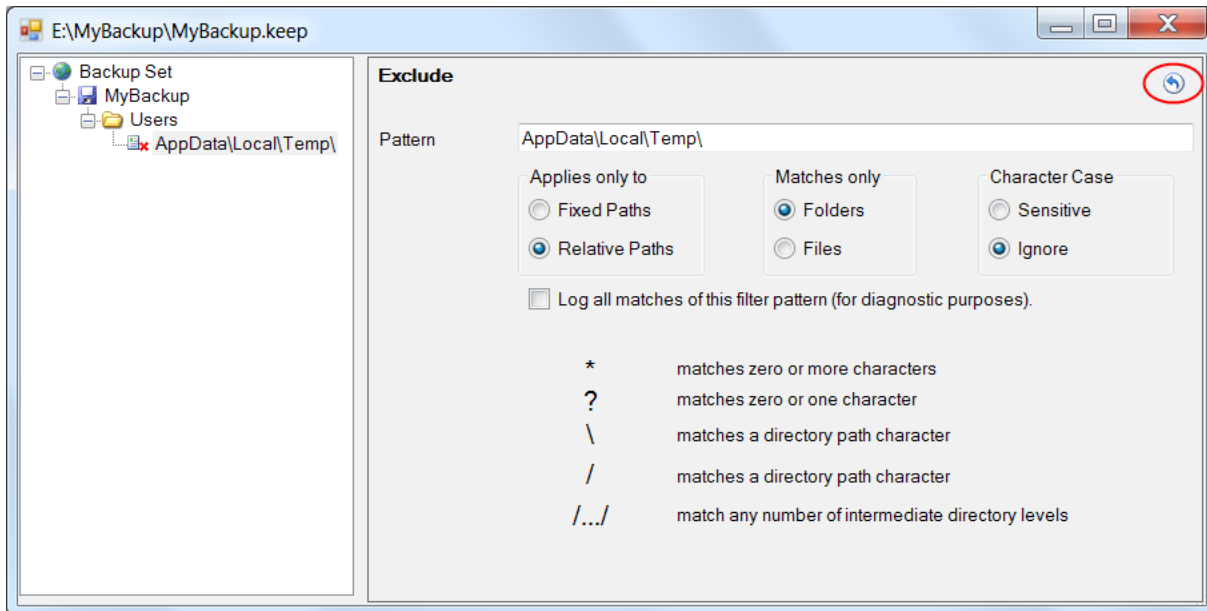 E:\MyBackup\MyBackup.keep
Backup Set
MyBackup
Users
AppData\Local\Temp\
Exclude
Pattern
AppData\Local\Temp\
Applies only to
Fixed Paths
Relative Paths
Matches only
Folders
Files
Character Case
Sensitive
Ignore
Log all matches of this filter pattern (for diagnostic purposes).
* matches zero or more characters
? matches zero or one character
\ matches a directory path character
/ matches a directory path character
/.../ match any number of intermediate directory levels